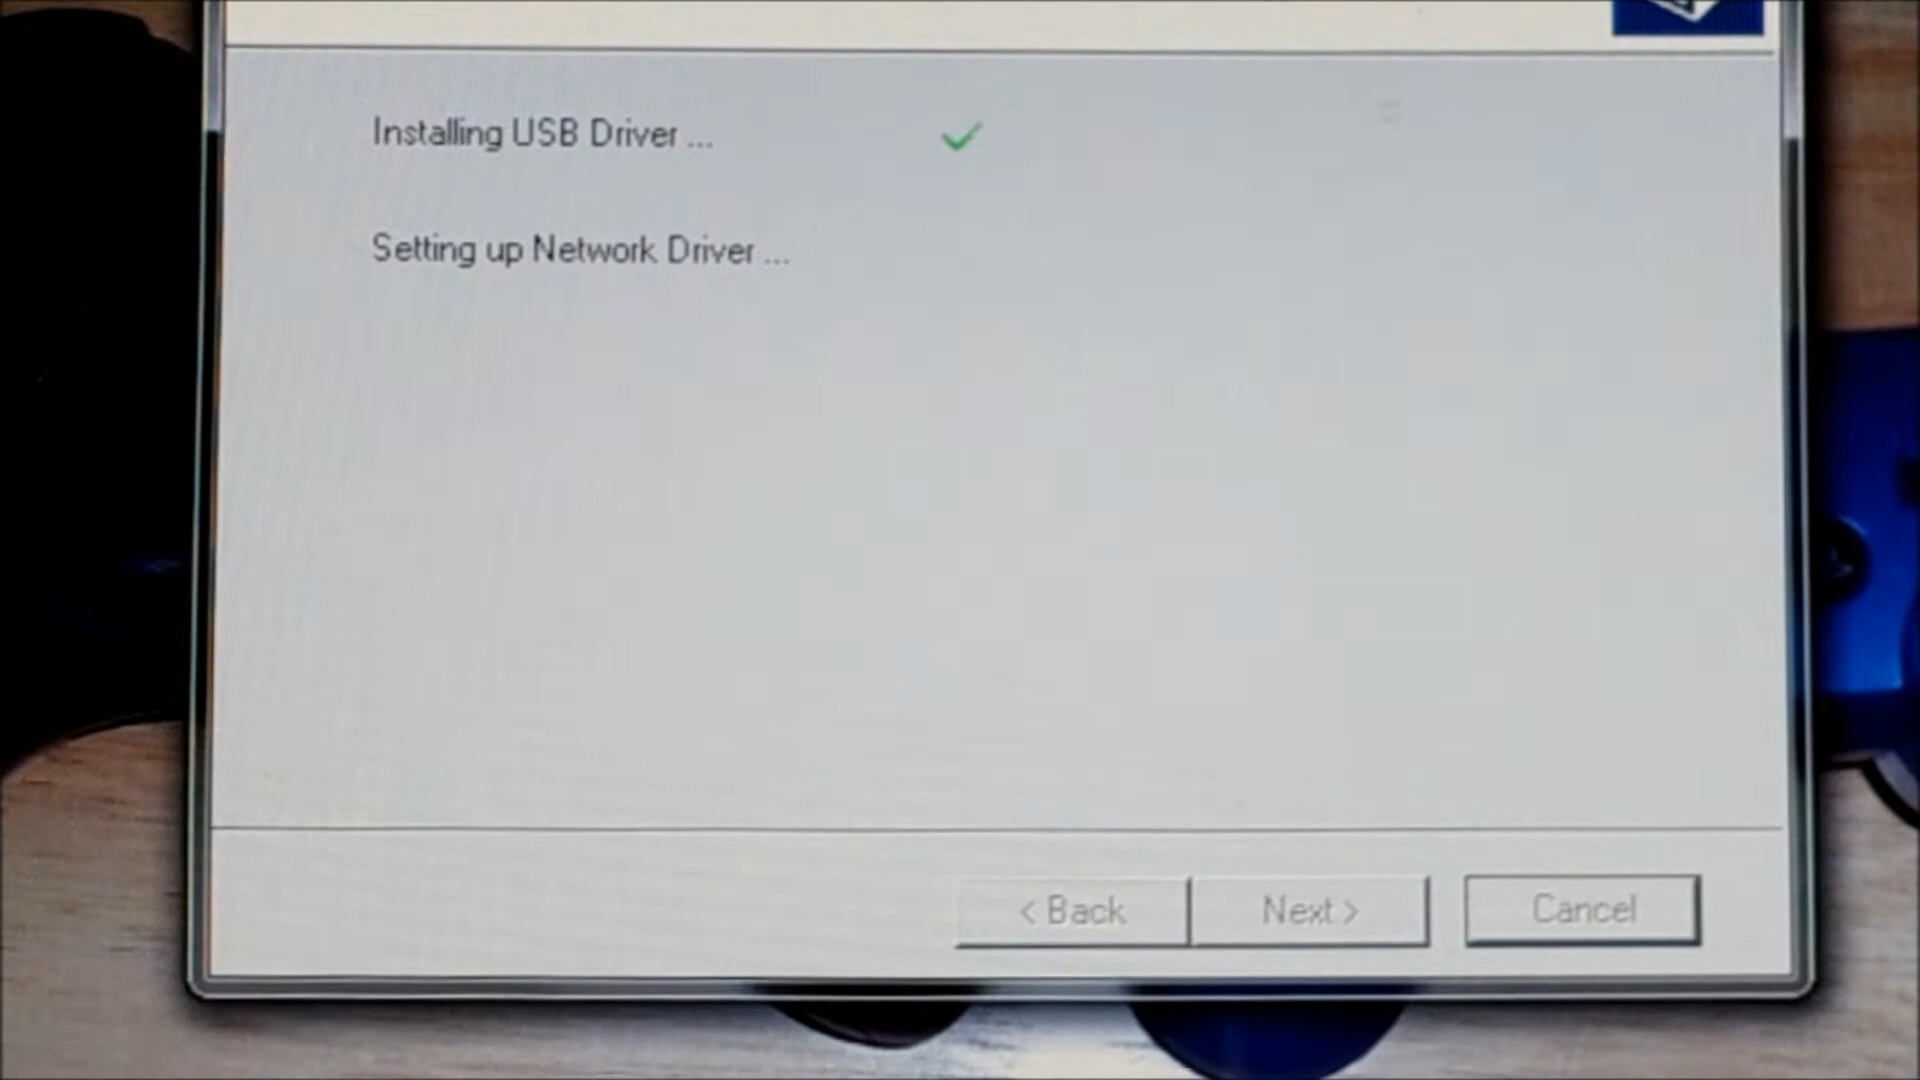 Installing USB Driver ...
Setting up Network Driver ...
< Back
Next >
Cancel